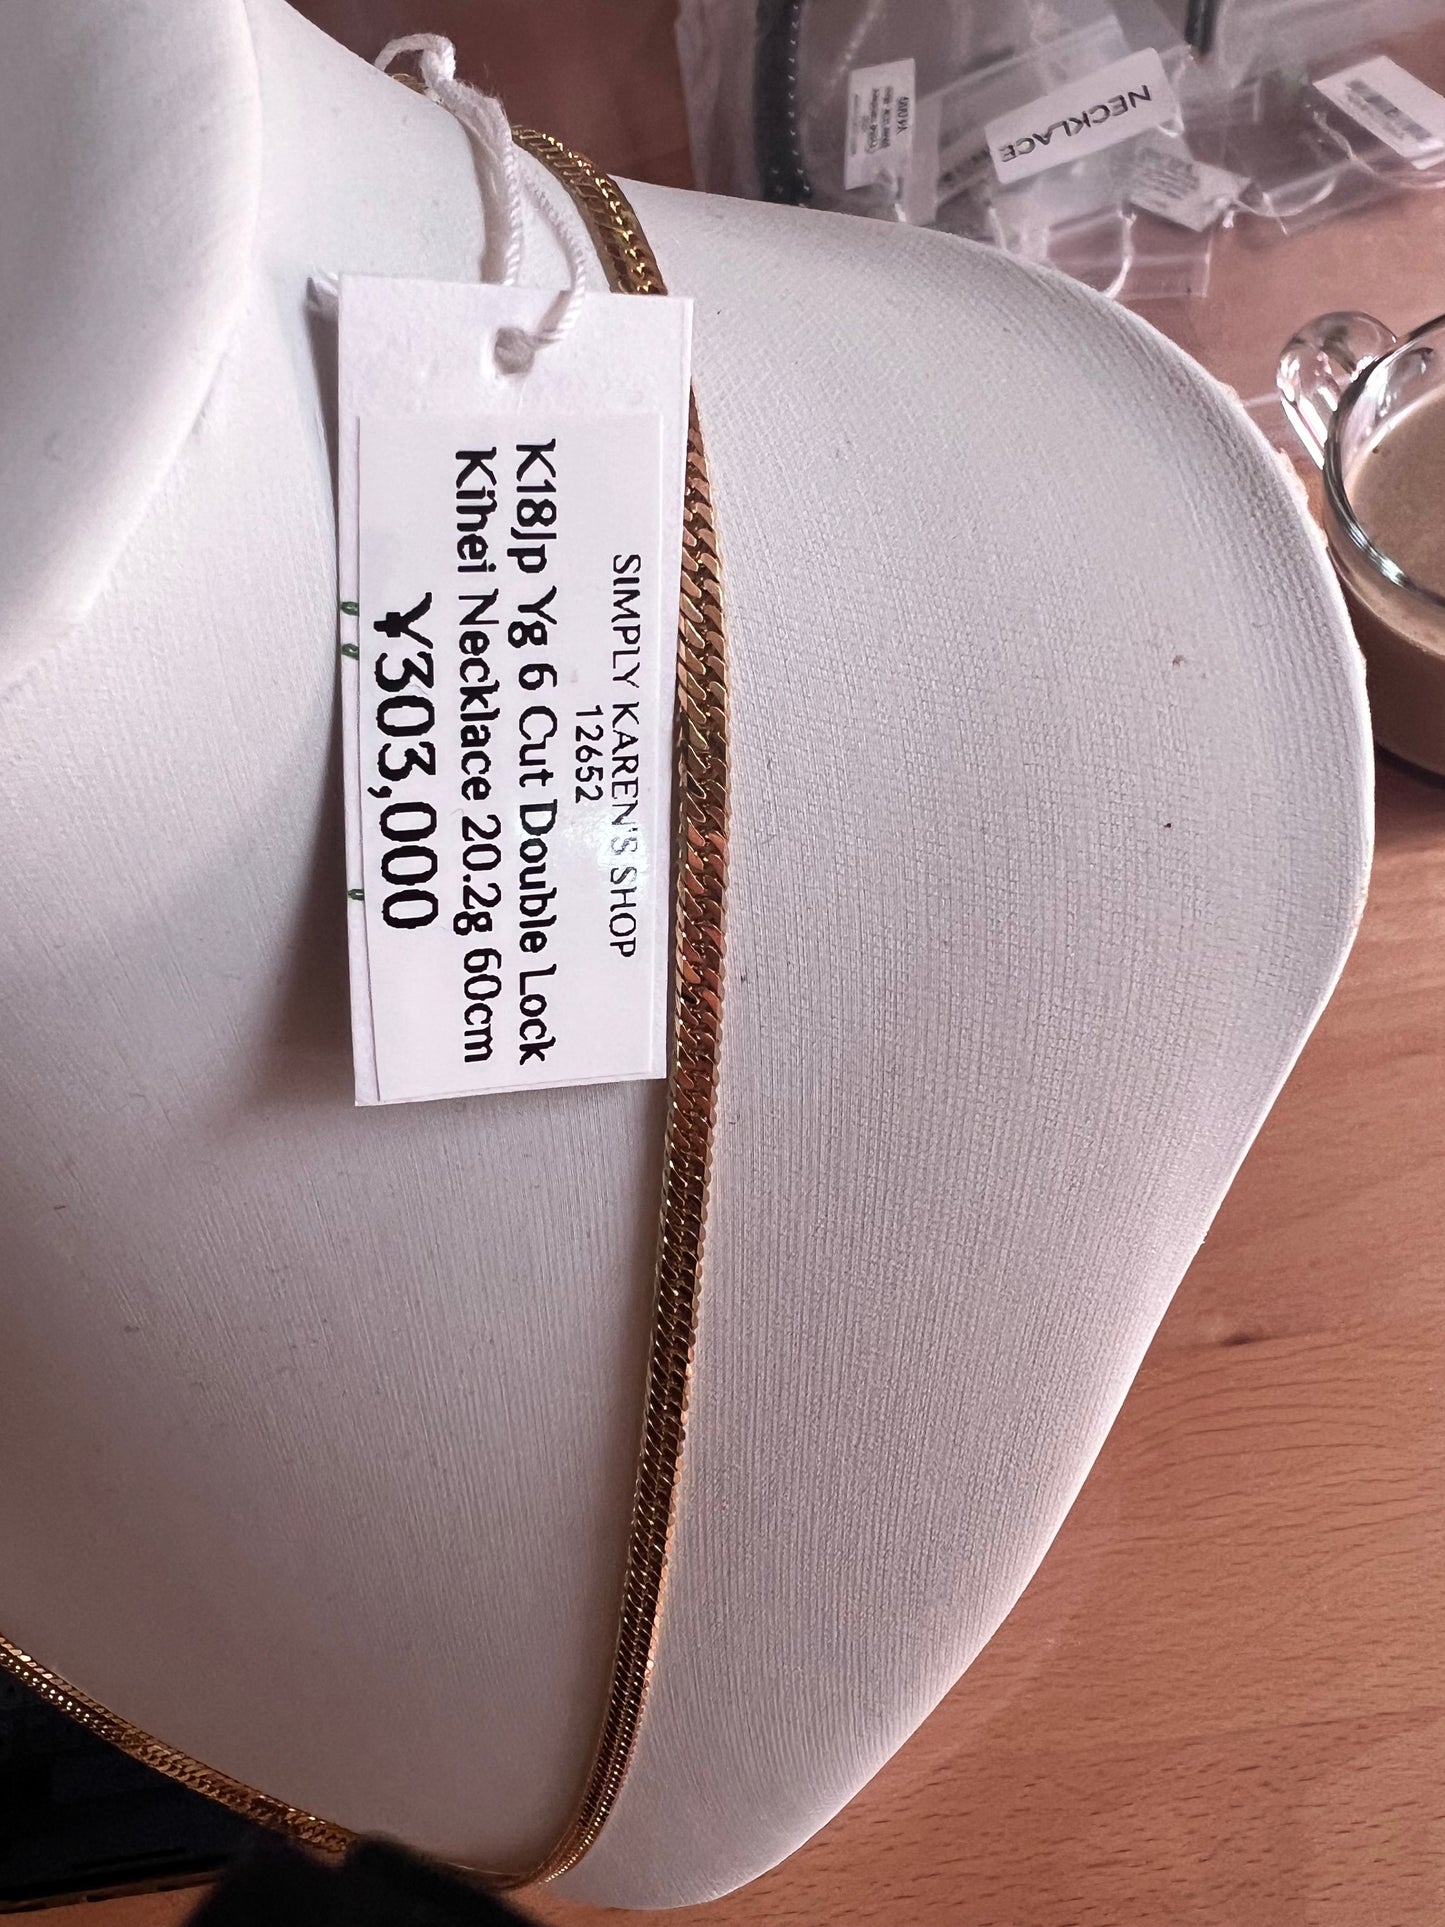 SIMPLY KAREN'S SHOP
12652
K18Jp Yg 6 Cut Double Lock
Kihei Necklace 20.2g 60cm
¥303,000
NECKLACE